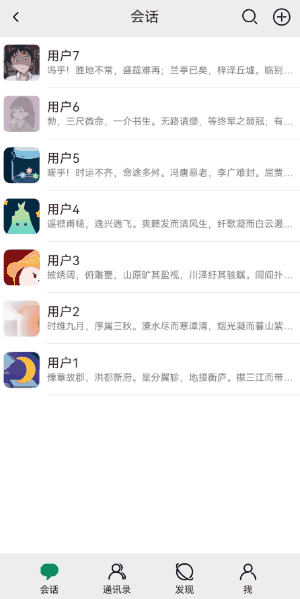 会话
用户7
呜乎！胜地不常，盛筵难再；兰亭已矣，梓泽丘墟。临别…
用户6
勃，三尺微命，一介书生。无路请缨，等终军之弱冠；有…
用户5
嗟乎！时运不齐，命途多舛。冯唐易老，李广难封。屈贾…
用户4
遥襟甫畅，逸兴遄飞。爽籁发而清风生，纤歌凝而白云遏…
用户3
披绣闼，俯雕甍，山原旷其盈视，川泽纡其骇瞩。闾阎扑…
用户2
时维九月，序属三秋。潦水尽而寒潭清，烟光凝而暮山紫…
用户1
豫章故郡，洪都新府。星分翼轸，地接衡庐。襟三江而带…
会话
通讯录
发现
我